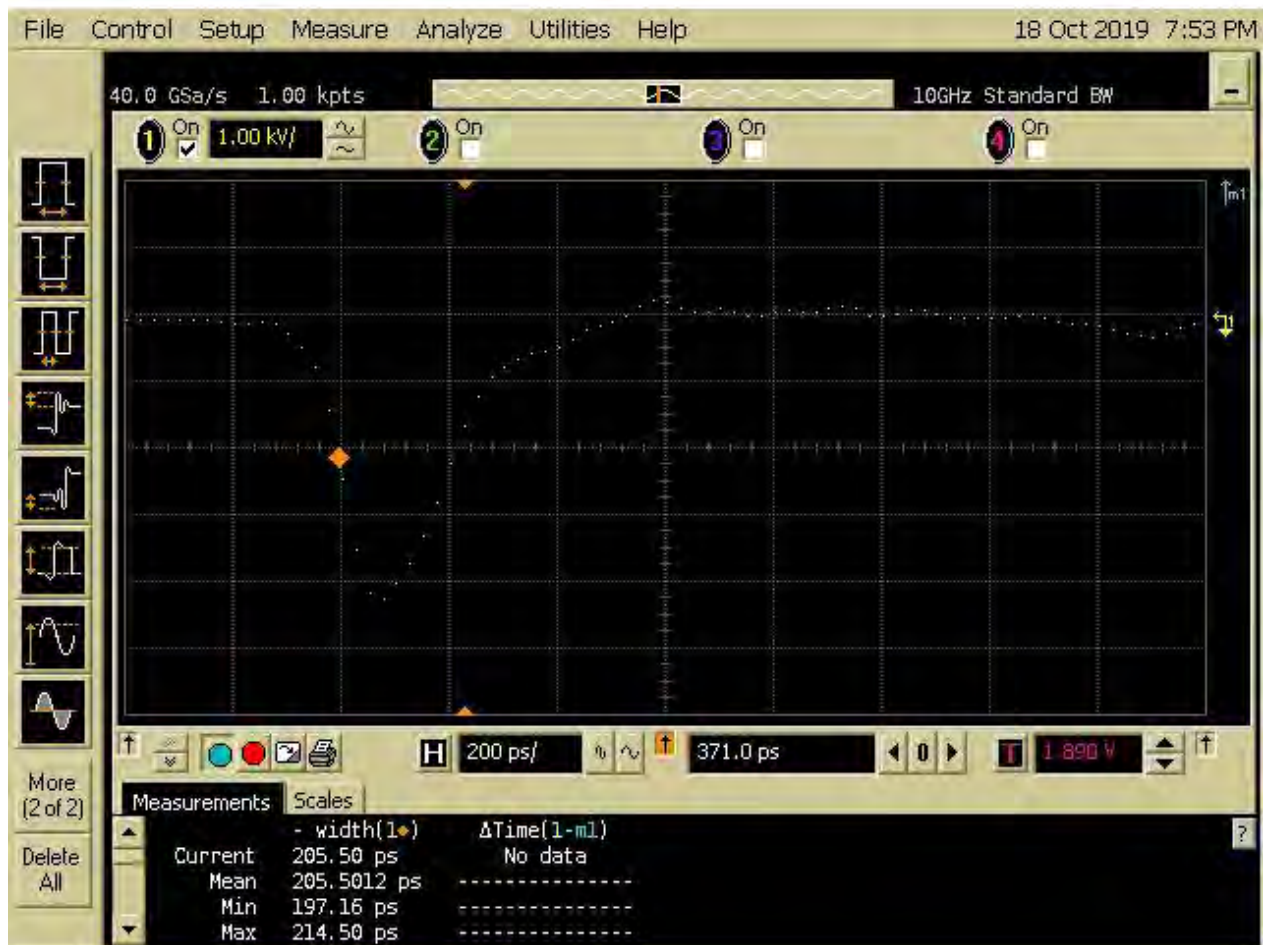 File Control Setup Measure Analyze Utilities Help 18 Oct 2019 7:53 PM
40.0 GSa/s 1.00 kpts 10GHz Standard BW
1 On 1.00 kV/ 2 On 3 On 4 On
m1
1
H 200 ps/ 371.0 ps 0 T 1.890 V
More
(2 of 2)
Delete
All
Measurements Scales
- width(1◆) ΔTime(1-m1) ?
Current 205.50 ps No data
Mean 205.5012 ps ---------------
Min 197.16 ps ---------------
Max 214.50 ps ---------------